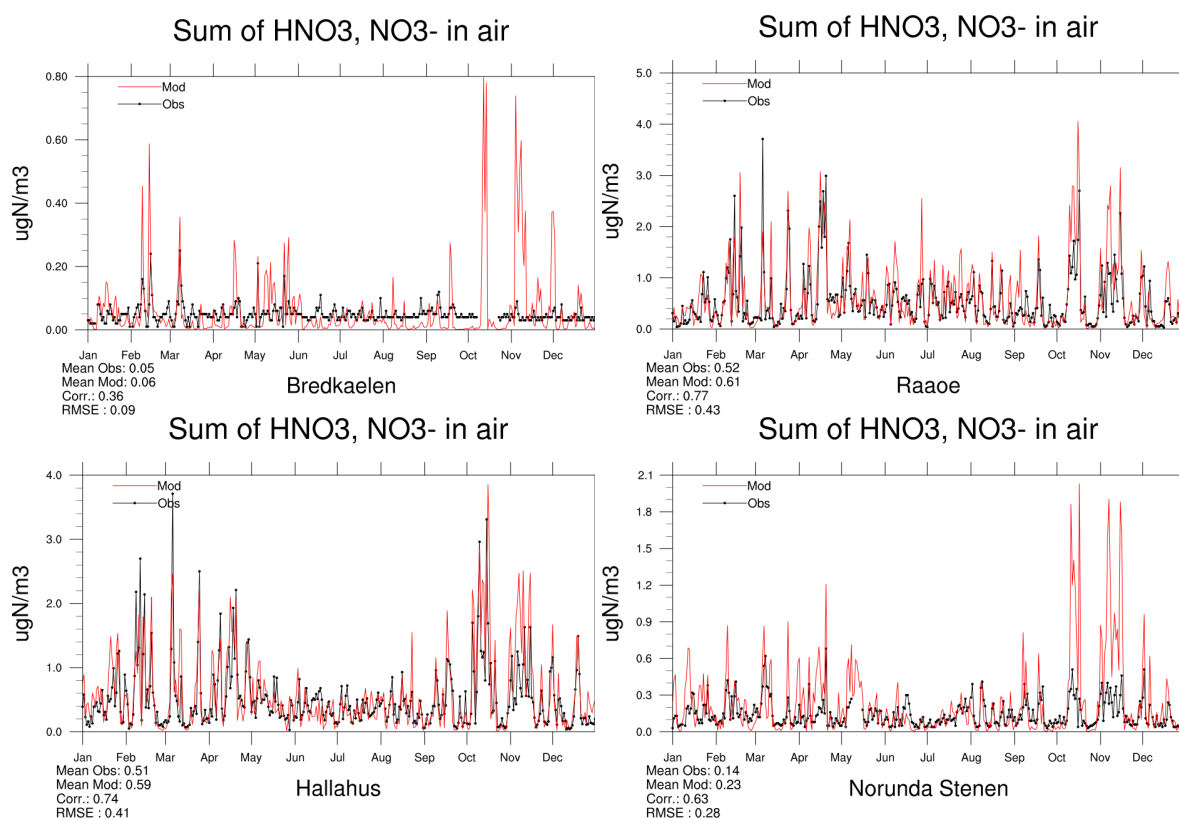 Sum of HNO3, NO3- in air
0.80
0.60
0.40
0.20
0.00
ugN/m3
Mod
Obs
Jan Feb Mar Apr May Jun Jul Aug Sep Oct Nov Dec
Mean Obs: 0.05
Mean Mod: 0.06
Corr.: 0.36
RMSE : 0.09
Bredkaelen
Sum of HNO3, NO3- in air
5.0
4.0
3.0
2.0
1.0
0.0
ugN/m3
Mod
Obs
Jan Feb Mar Apr May Jun Jul Aug Sep Oct Nov Dec
Mean Obs: 0.52
Mean Mod: 0.61
Corr.: 0.77
RMSE : 0.43
Raaoe
Sum of HNO3, NO3- in air
4.0
3.0
2.0
1.0
0.0
ugN/m3
Mod
Obs
Jan Feb Mar Apr May Jun Jul Aug Sep Oct Nov Dec
Mean Obs: 0.51
Mean Mod: 0.59
Corr.: 0.74
RMSE : 0.41
Hallahus
Sum of HNO3, NO3- in air
2.1
1.8
1.5
1.2
0.9
0.6
0.3
0.0
ugN/m3
Mod
Obs
Jan Feb Mar Apr May Jun Jul Aug Sep Oct Nov Dec
Mean Obs: 0.14
Mean Mod: 0.23
Corr.: 0.63
RMSE : 0.28
Norunda Stenen